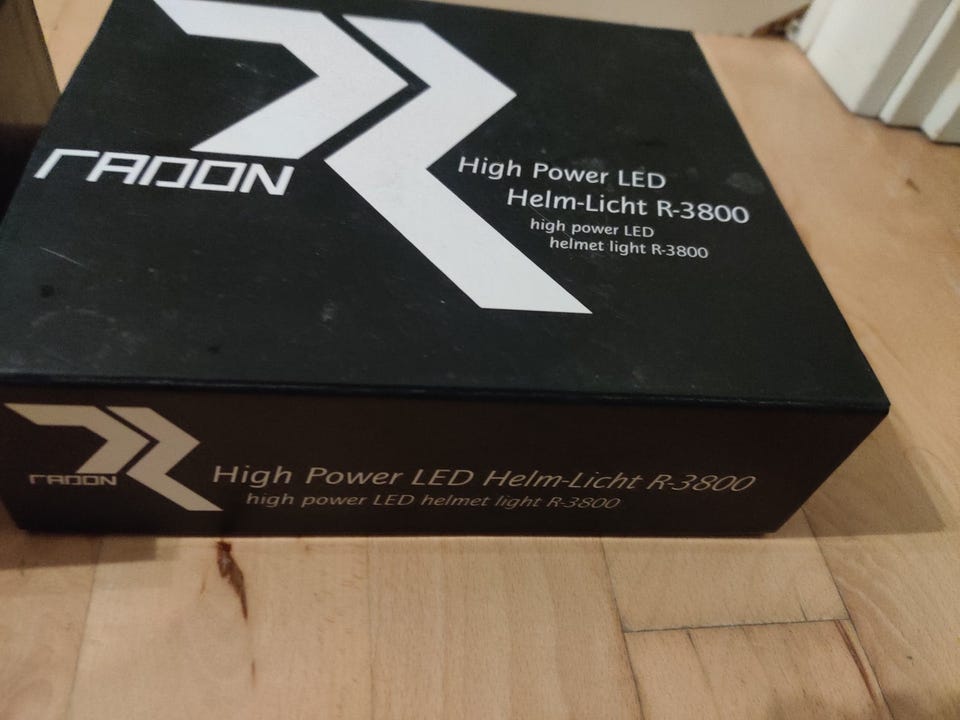 RADON
High Power LED
Helm-Licht R-3800
high power LED
helmet light R-3800
RADON
High Power LED Helm-Licht R-3800
high power LED helmet light R-3800